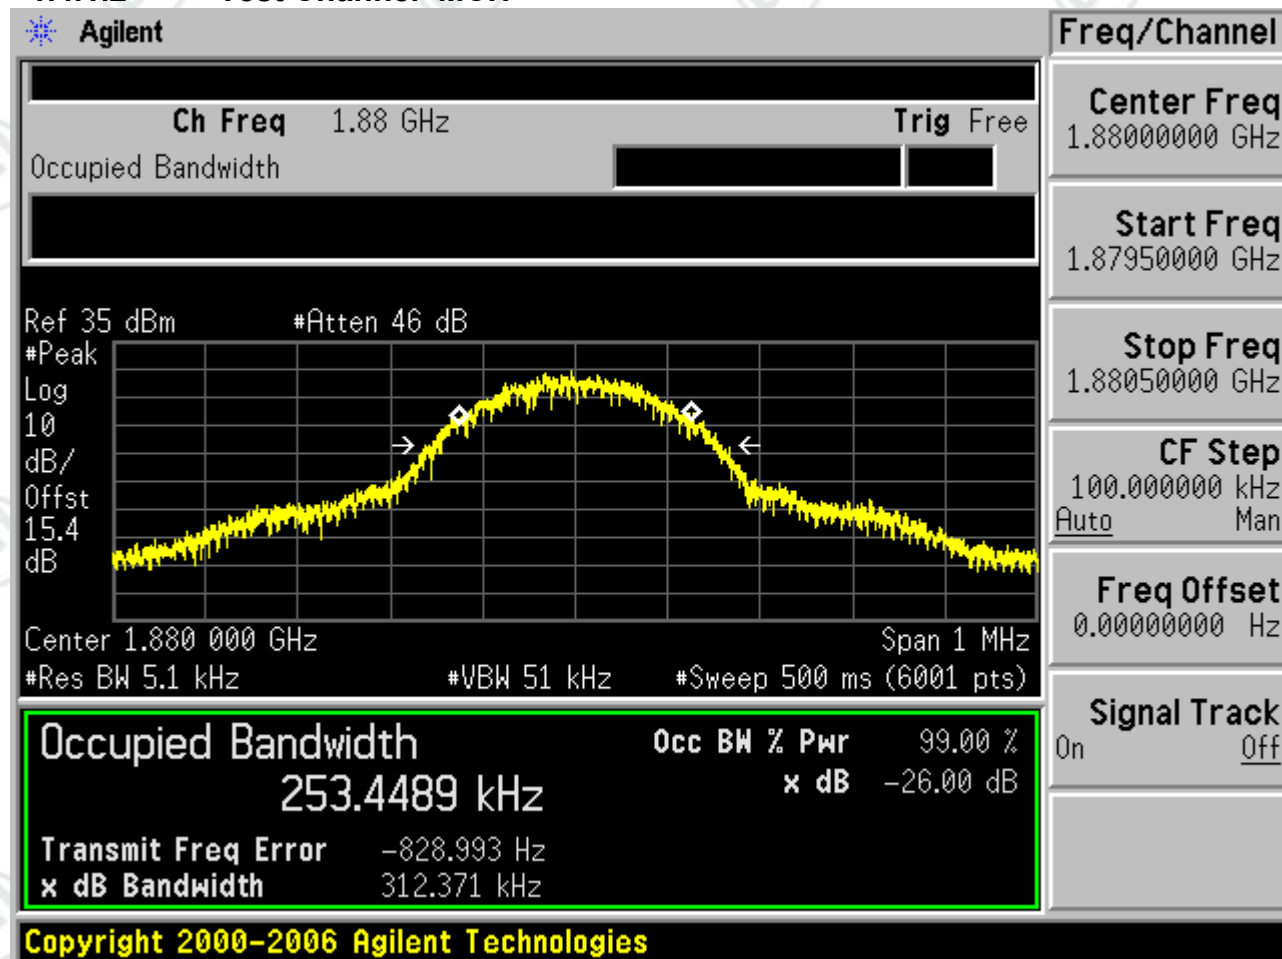 Agilent
Ch Freq 1.88 GHz Trig Free
Occupied Bandwidth
Ref 35 dBm #Atten 46 dB
#Peak
Log
10
dB/
Offst
15.4
dB
Center 1.880 000 GHz Span 1 MHz
#Res BW 5.1 kHz #VBW 51 kHz #Sweep 500 ms (6001 pts)
Occupied Bandwidth Occ BW % Pwr 99.00 %
253.4489 kHz x dB -26.00 dB
Transmit Freq Error -828.993 Hz
x dB Bandwidth 312.371 kHz
Copyright 2000-2006 Agilent Technologies
Freq/Channel
Center Freq
1.88000000 GHz
Start Freq
1.87950000 GHz
Stop Freq
1.88050000 GHz
CF Step
100.000000 kHz
Auto Man
Freq Offset
0.00000000 Hz
Signal Track
On Off